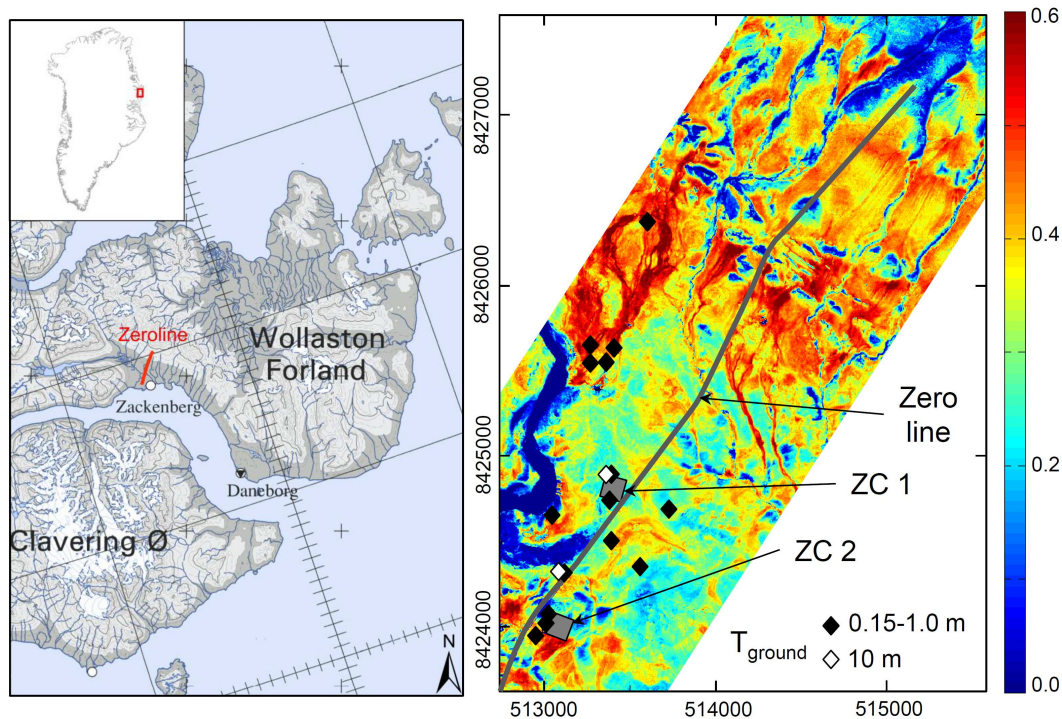 Zeroline
Wollaston
Forland
Zackenberg
Daneborg
Clavering Ø
N
8427000
8426000
8425000
8424000
513000
514000
515000
Zero
line
ZC 1
ZC 2
Tground
0.15-1.0 m
10 m
0.6
0.4
0.2
0.0